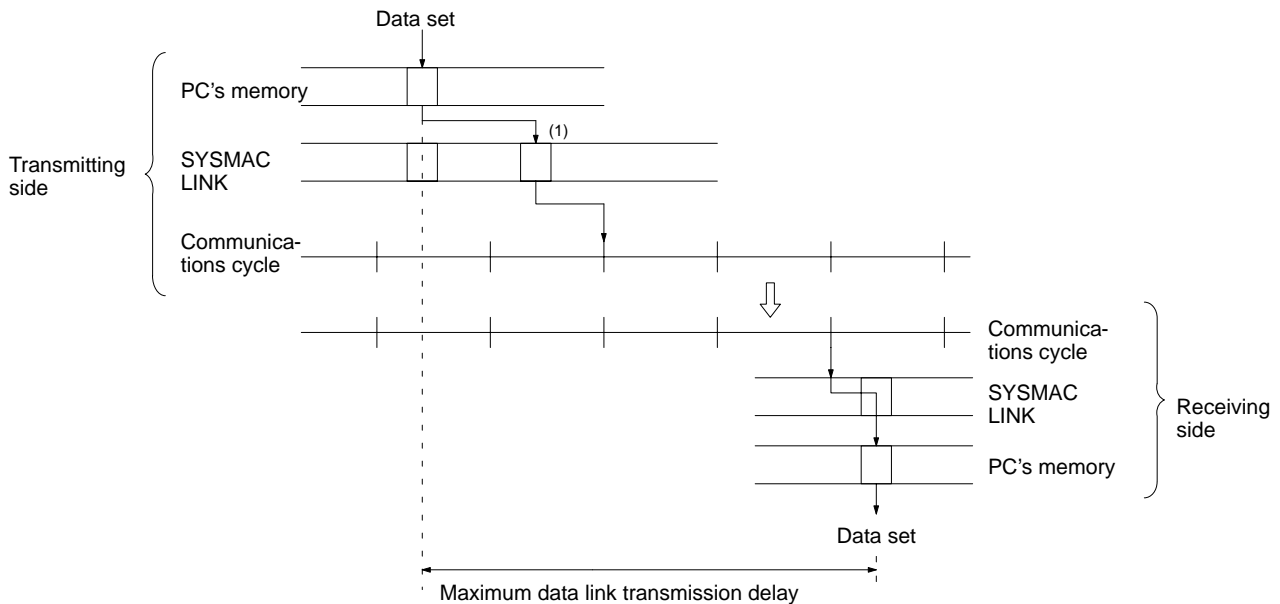 Data set
PC’s memory
(1)
Transmitting
side
SYSMAC
LINK
Communica-
tions cycle
Communica-
tions cycle
SYSMAC
LINK
Receiving
side
PC’s memory
Data set
Maximum data link transmission delay